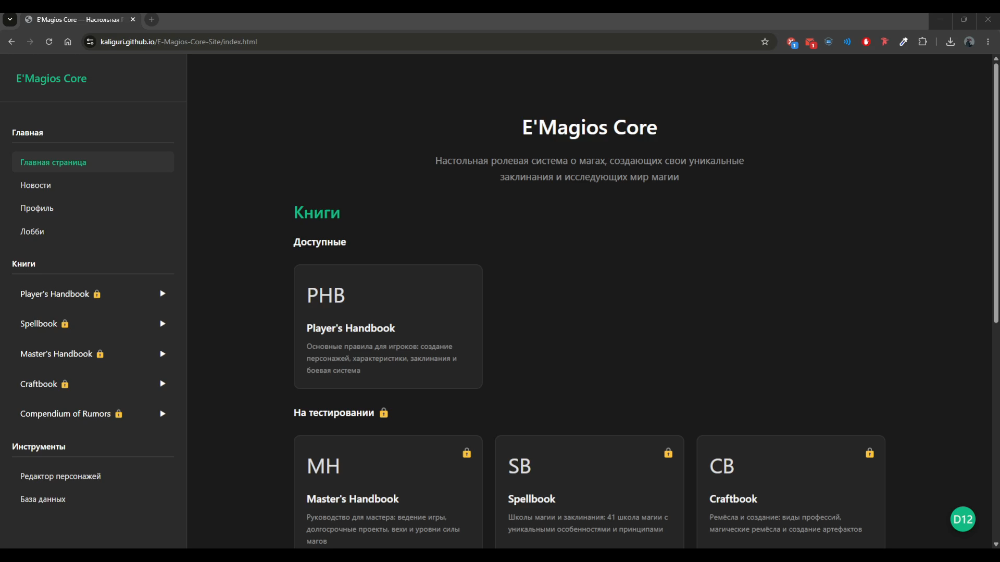 E'Magios Core — Настольная
kaliguri.github.io/E-Magios-Core-Site/index.html
1
1
E'Magios Core
Главная
Главная страница
Новости
Профиль
Лобби
Книги
Player's Handbook
Spellbook
Master's Handbook
Craftbook
Compendium of Rumors
Инструменты
Редактор персонажей
База данных
E'Magios Core
Настольная ролевая система о магах, создающих свои уникальные
заклинания и исследующих мир магии
Книги
Доступные
PHB
Player's Handbook
Основные правила для игроков: создание
персонажей, характеристики, заклинания и
боевая система
На тестировании
MH
Master's Handbook
Руководство для мастера: ведение игры,
долгосрочные проекты, вехи и уровни силы
магов
SB
Spellbook
Школы магии и заклинания: 41 школа магии с
уникальными особенностями и принципами
CB
Craftbook
Ремёсла и создание: виды профессий,
магические ремёсла и создание артефактов
D12